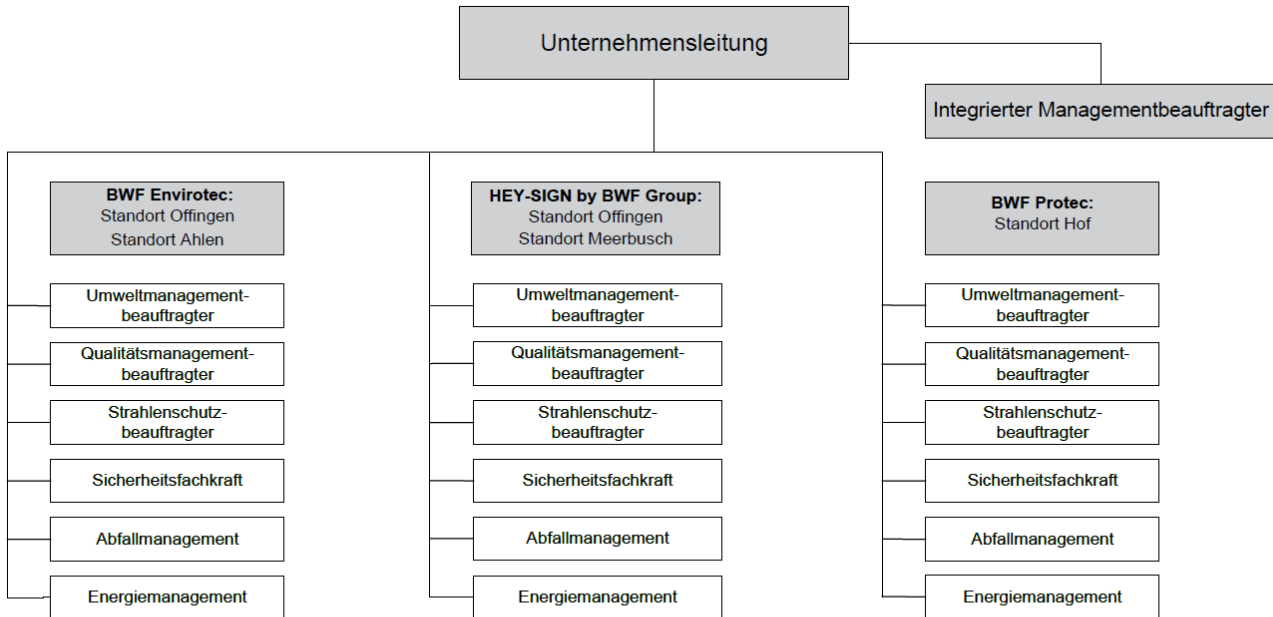 Unternehmensleitung
Integrierter Managementbeauftragter
BWF Envirotec:
Standort Offingen
Standort Ahlen
Umweltmanagement-
beauftragter
Qualitätsmanagement-
beauftragter
Strahlenschutz-
beauftragter
Sicherheitsfachkraft
Abfallmanagement
Energiemanagement
HEY-SIGN by BWF Group:
Standort Offingen
Standort Meerbusch
Umweltmanagement-
beauftragter
Qualitätsmanagement-
beauftragter
Strahlenschutz-
beauftragter
Sicherheitsfachkraft
Abfallmanagement
Energiemanagement
BWF Protec:
Standort Hof
Umweltmanagement-
beauftragter
Qualitätsmanagement-
beauftragter
Strahlenschutz-
beauftragter
Sicherheitsfachkraft
Abfallmanagement
Energiemanagement